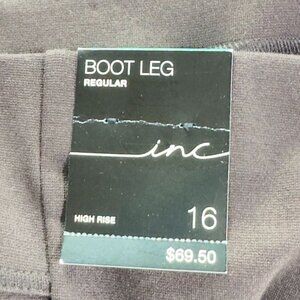 BOOT LEG
REGULAR
inc
HIGH RISE
16
$69.50